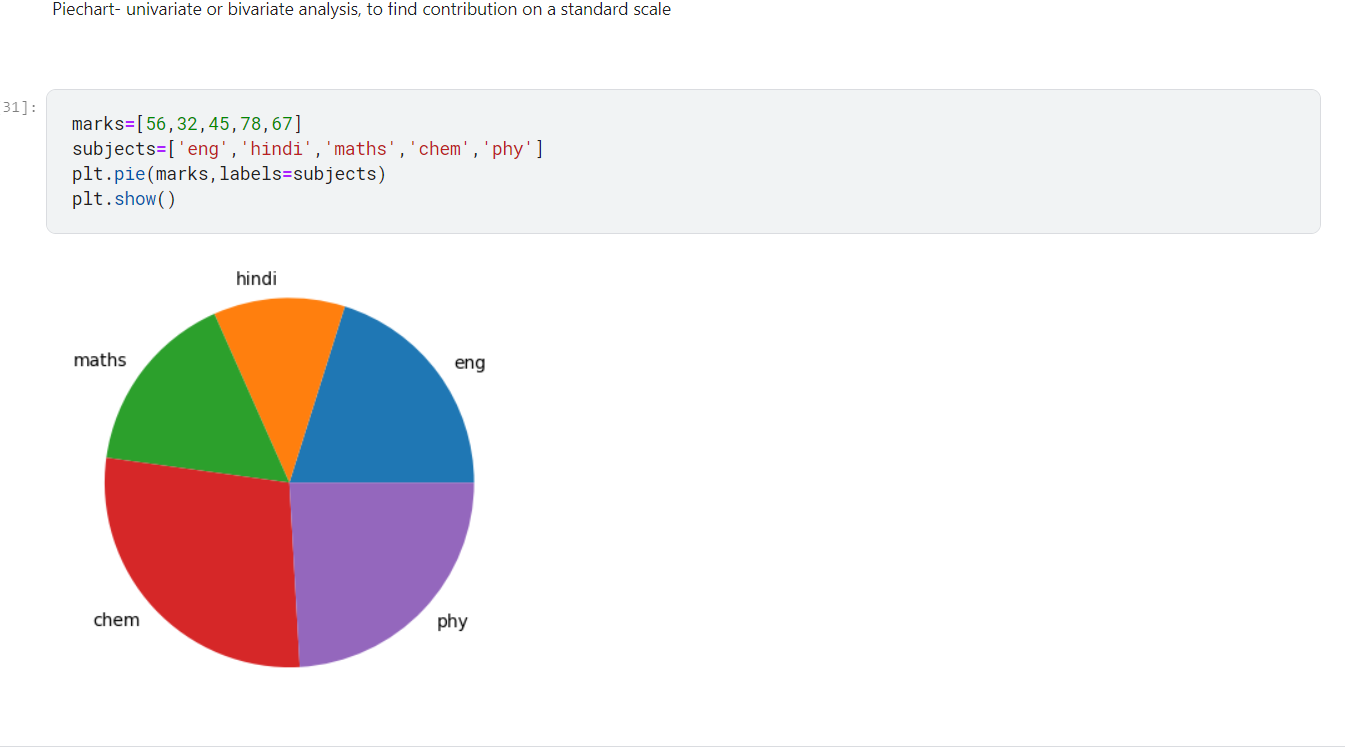 Piechart- univariate or bivariate analysis, to find contribution on a standard scale
31]:
marks=[56,32,45,78,67]
subjects=['eng','hindi','maths','chem','phy']
plt.pie(marks,labels=subjects)
plt.show()
hindi
maths
eng
chem
phy